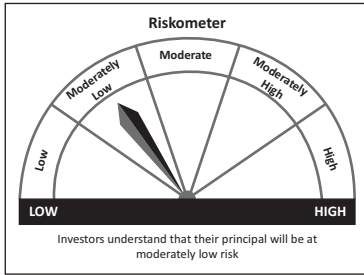 Riskometer
Low
Moderately
Low
Moderate
Moderately
High
High
LOW
HIGH
Investors understand that their principal will be at
moderately low risk